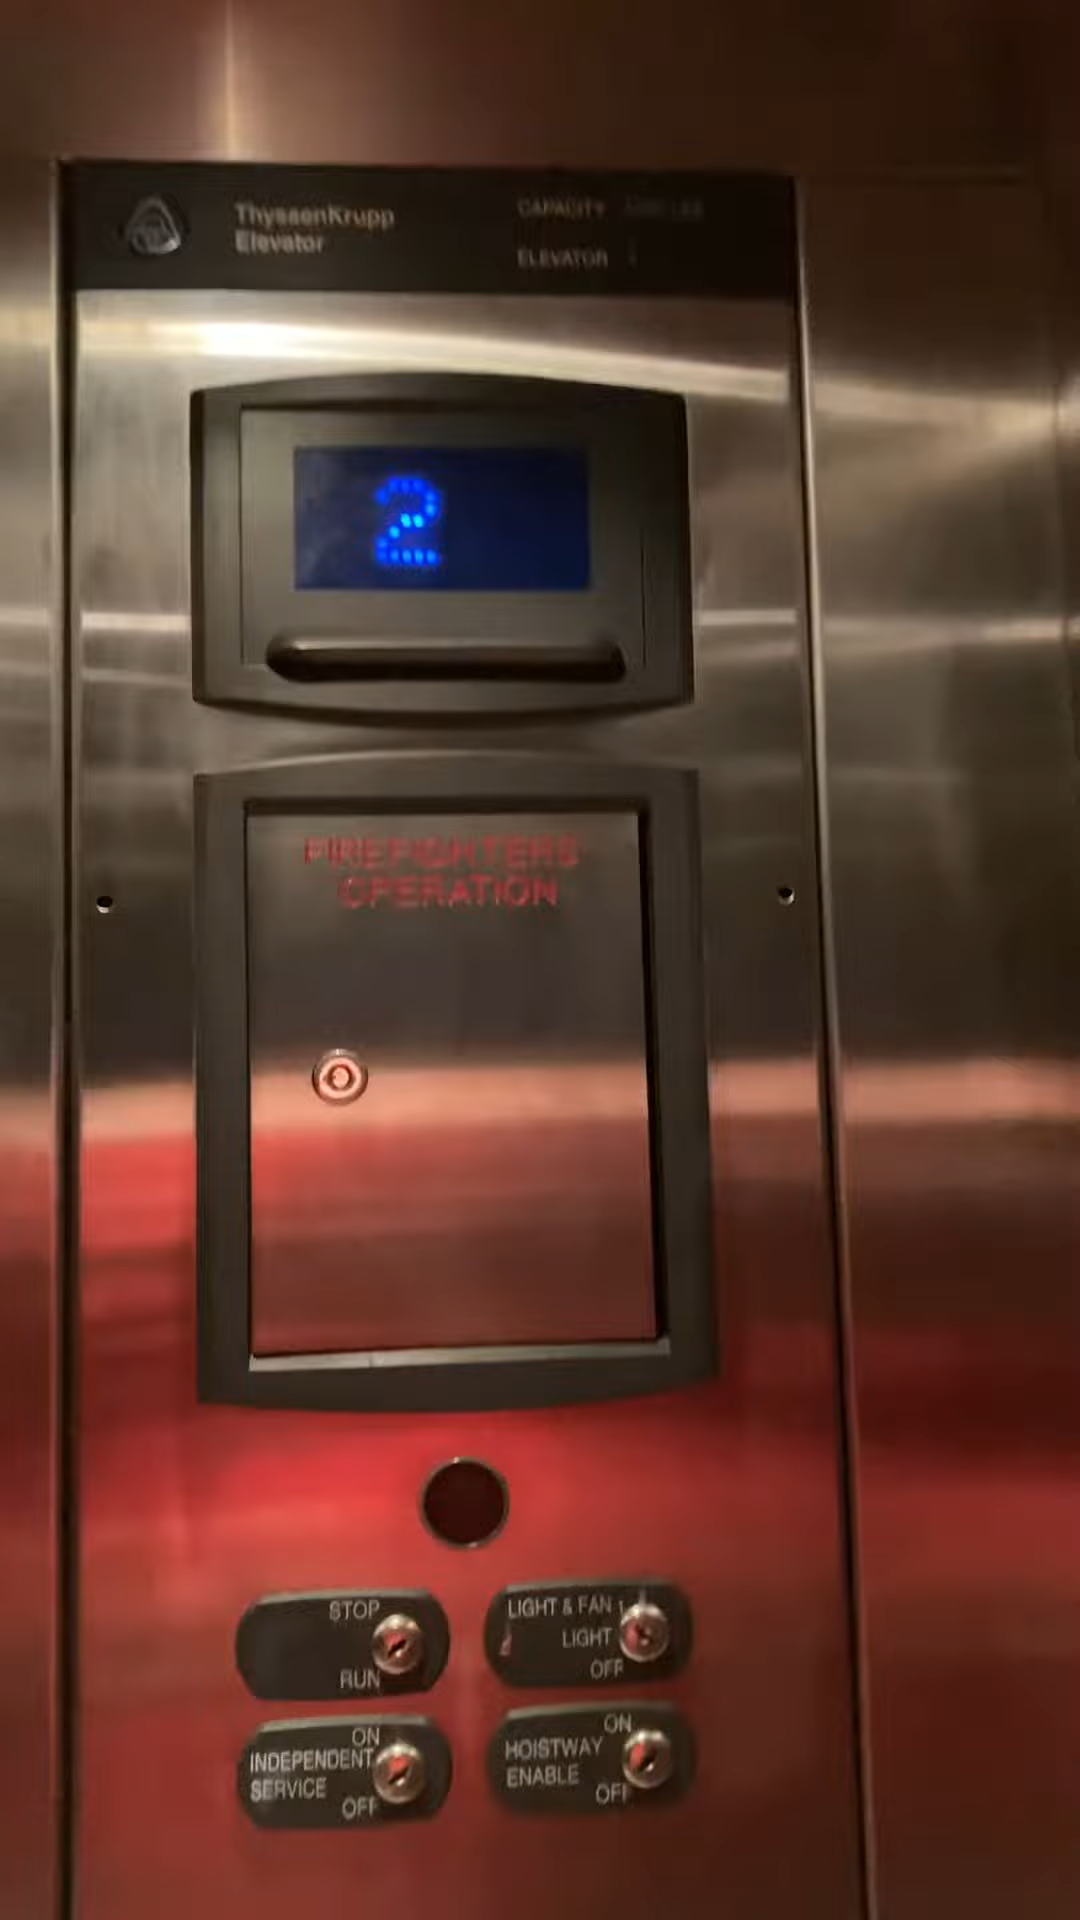 ThyssenKrupp
Elevator
CAPACITY
ELEVATOR
2
FIREFIGHTERS
OPERATION
STOP
RUN
LIGHT & FAN
LIGHT
OFF
ON
INDEPENDENT
SERVICE
OFF
ON
HOISTWAY
ENABLE
OFF